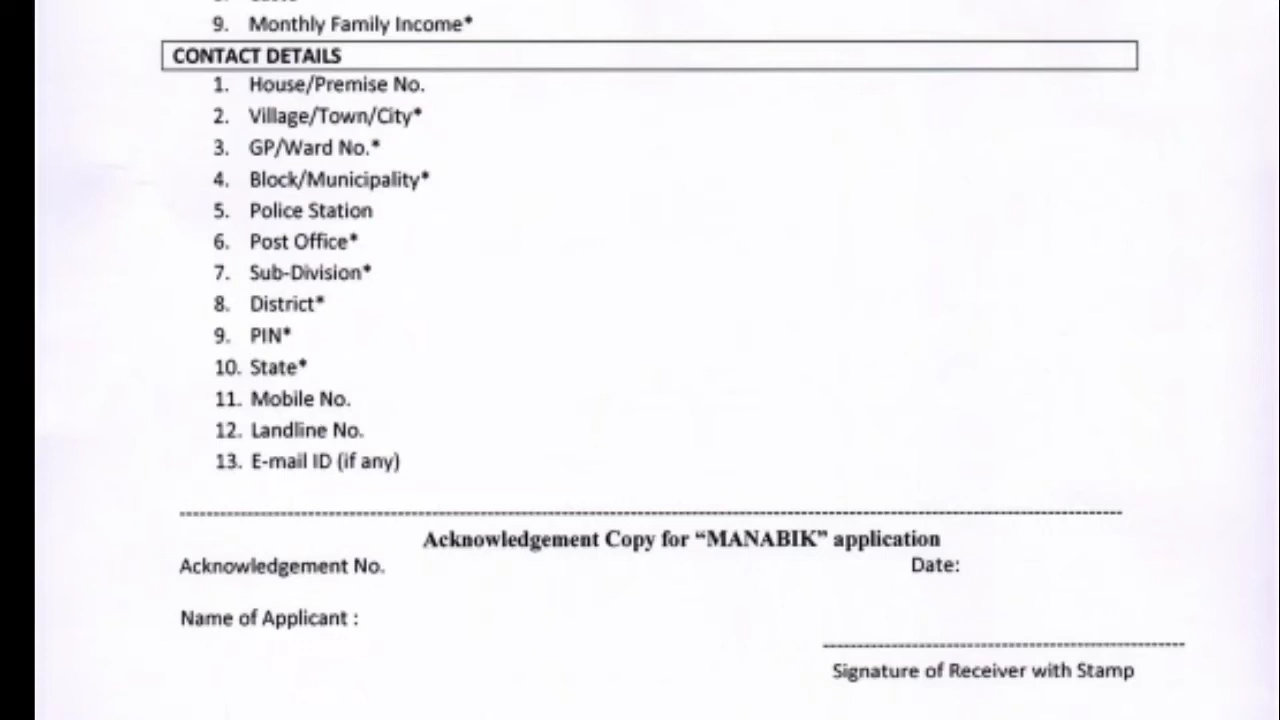 9. Monthly Family Income*
CONTACT DETAILS
1. House/Premise No.
2. Village/Town/City*
3. GP/Ward No.*
4. Block/Municipality*
5. Police Station
6. Post Office*
7. Sub-Division*
8. District*
9. PIN*
10. State*
11. Mobile No.
12. Landline No.
13. E-mail ID (if any)
Acknowledgement Copy for “MANABIK” application
Acknowledgement No. Date:
Name of Applicant :
Signature of Receiver with Stamp